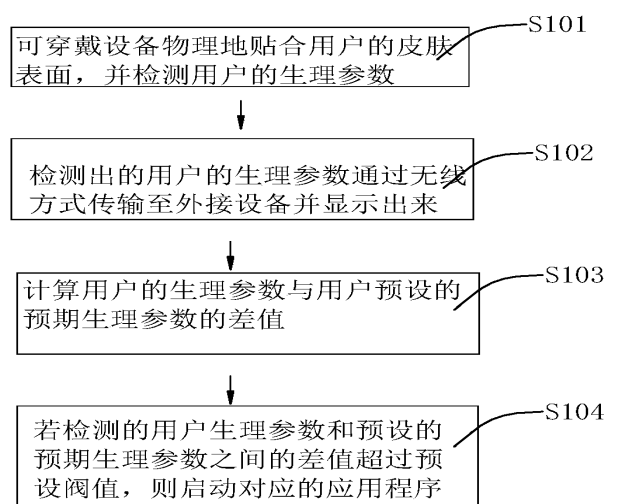 S101
可穿戴设备物理地贴合用户的皮肤
表面，并检测用户的生理参数
S102
检测出的用户的生理参数通过无线
方式传输至外接设备并显示出来
S103
计算用户的生理参数与用户预设的
预期生理参数的差值
S104
若检测的用户生理参数和预设的
预期生理参数之间的差值超过预
设阀值，则启动对应的应用程序